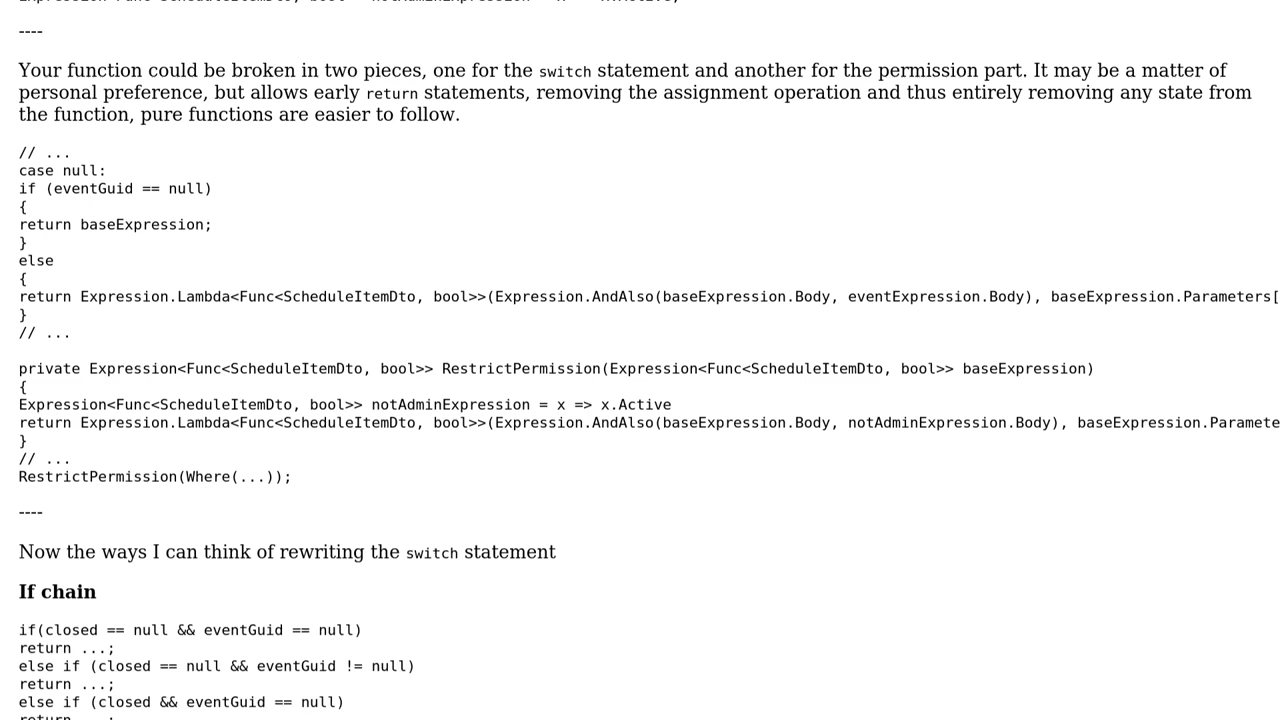 ----
Your function could be broken in two pieces, one for the switch statement and another for the permission part. It may be a matter of
personal preference, but allows early return statements, removing the assignment operation and thus entirely removing any state from
the function, pure functions are easier to follow.
// ...
case null:
if (eventGuid == null)
{
return baseExpression;
}
else
{
return Expression.Lambda<Func<ScheduleItemDto, bool>>(Expression.AndAlso(baseExpression.Body, eventExpression.Body), baseExpression.Parameters[
}
// ...
private Expression<Func<ScheduleItemDto, bool>> RestrictPermission(Expression<Func<ScheduleItemDto, bool>> baseExpression)
{
Expression<Func<ScheduleItemDto, bool>> notAdminExpression = x => x.Active
return Expression.Lambda<Func<ScheduleItemDto, bool>>(Expression.AndAlso(baseExpression.Body, notAdminExpression.Body), baseExpression.Paramete
}
// ...
RestrictPermission(Where(...));
----
Now the ways I can think of rewriting the switch statement
If chain
if(closed == null && eventGuid == null)
return ...;
else if (closed == null && eventGuid != null)
return ...;
else if (closed && eventGuid == null)